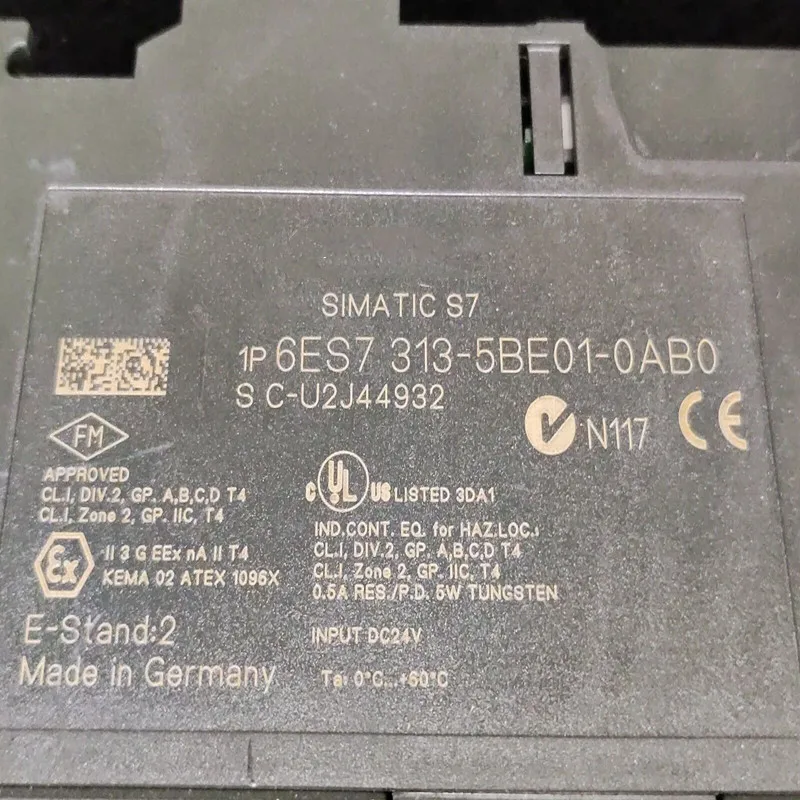 SIMATIC S7
1P 6ES7 313-5BE01-0AB0
S C-U2J44932
N117 CE
FM
APPROVED
CL.I, DIV.2, GP. A,B,C,D T4
CL.I, Zone 2, GP. IIC, T4
C UL US LISTED 3DA1
IND.CONT. EQ. for HAZ.LOC.:
CL.I, DIV.2, GP. A,B,C,D T4
CL.I, Zone 2, GP. IIC, T4
0.5A RES./P.D. 5W TUNGSTEN
Ex II 3 G EEx nA II T4
KEMA 02 ATEX 1096X
E-Stand:2
Made in Germany
INPUT DC24V
Ta: 0°C...+60°C